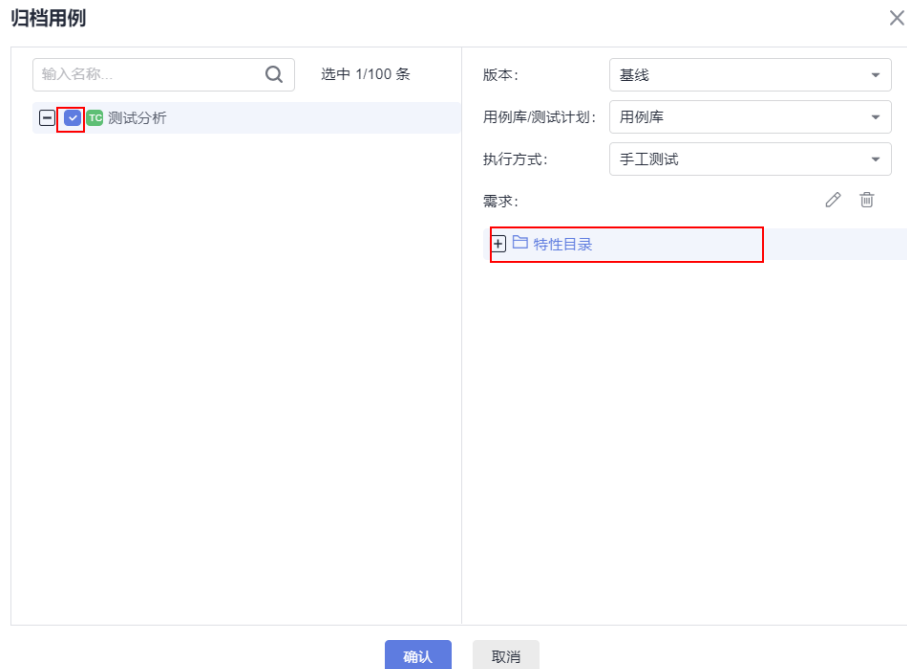 归档用例
输入名称...
选中 1/100 条
TC 测试分析
版本：
基线
用例库/测试计划：
用例库
执行方式：
手工测试
需求：
特性目录
确认
取消